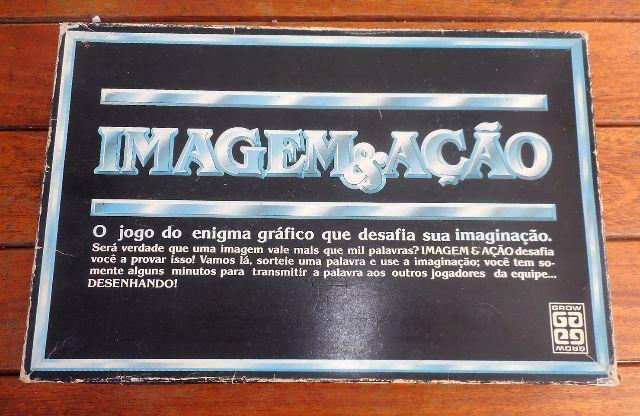 IMAGEM & AÇÃO
O jogo do enigma gráfico que desafia sua imaginação.
Será verdade que uma imagem vale mais que mil palavras? IMAGEM & AÇÃO desafia
você a provar isso! Vamos lá, sorteie uma palavra e use a imaginação; você tem so-
mente alguns minutos para transmitir a palavra aos outros jogadores da equipe...
DESENHANDO!
GROW
GROW